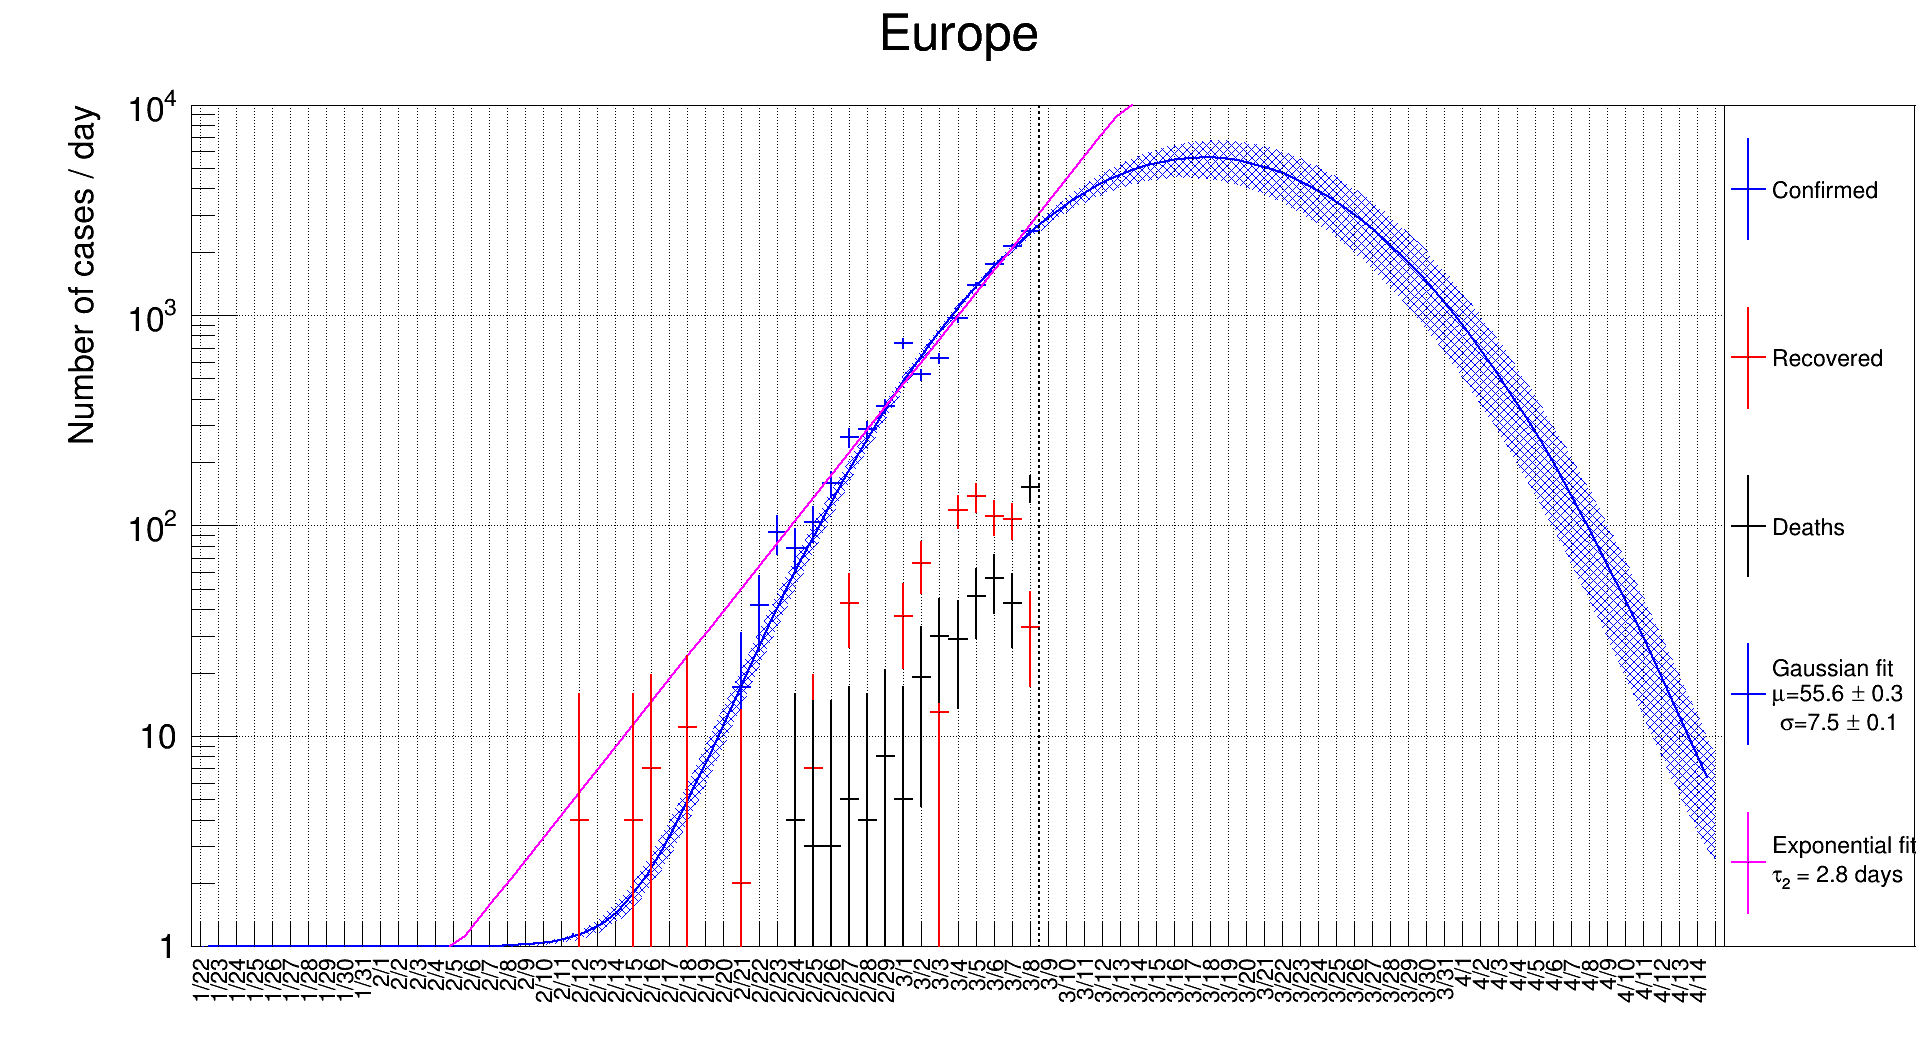 Europe
Number of cases / day
10⁴
10³
10²
10
1
1/22 1/23 1/24 1/25 1/26 1/27 1/28 1/29 1/30 1/31 2/1 2/2 2/3 2/4 2/5 2/6 2/7 2/8 2/9 2/10 2/11 2/12 2/13 2/14 2/15 2/16 2/17 2/18 2/19 2/20 2/21 2/22 2/23 2/24 2/25 2/26 2/27 2/28 2/29 3/1 3/2 3/3 3/4 3/5 3/6 3/7 3/8 3/9 3/10 3/11 3/12 3/13 3/14 3/15 3/16 3/17 3/18 3/19 3/20 3/21 3/22 3/23 3/24 3/25 3/26 3/27 3/28 3/29 3/30 3/31 4/1 4/2 4/3 4/4 4/5 4/6 4/7 4/8 4/9 4/10 4/11 4/12 4/13 4/14
Confirmed
Recovered
Deaths
Gaussian fit
μ=55.6 ± 0.3
σ=7.5 ± 0.1
Exponential fit
τ₂ = 2.8 days